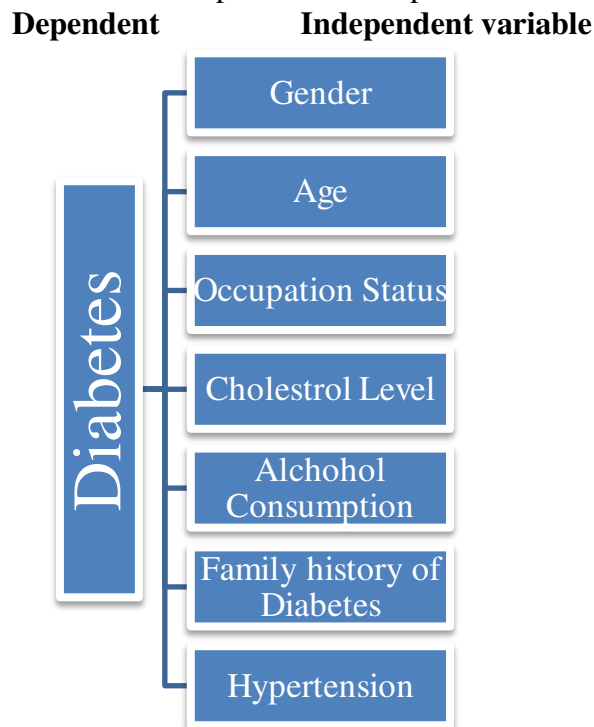 Dependent Independent variable
Gender
Age
Occupation Status
Cholestrol Level
Alchohol
Consumption
Family history of
Diabetes
Hypertension
Diabetes